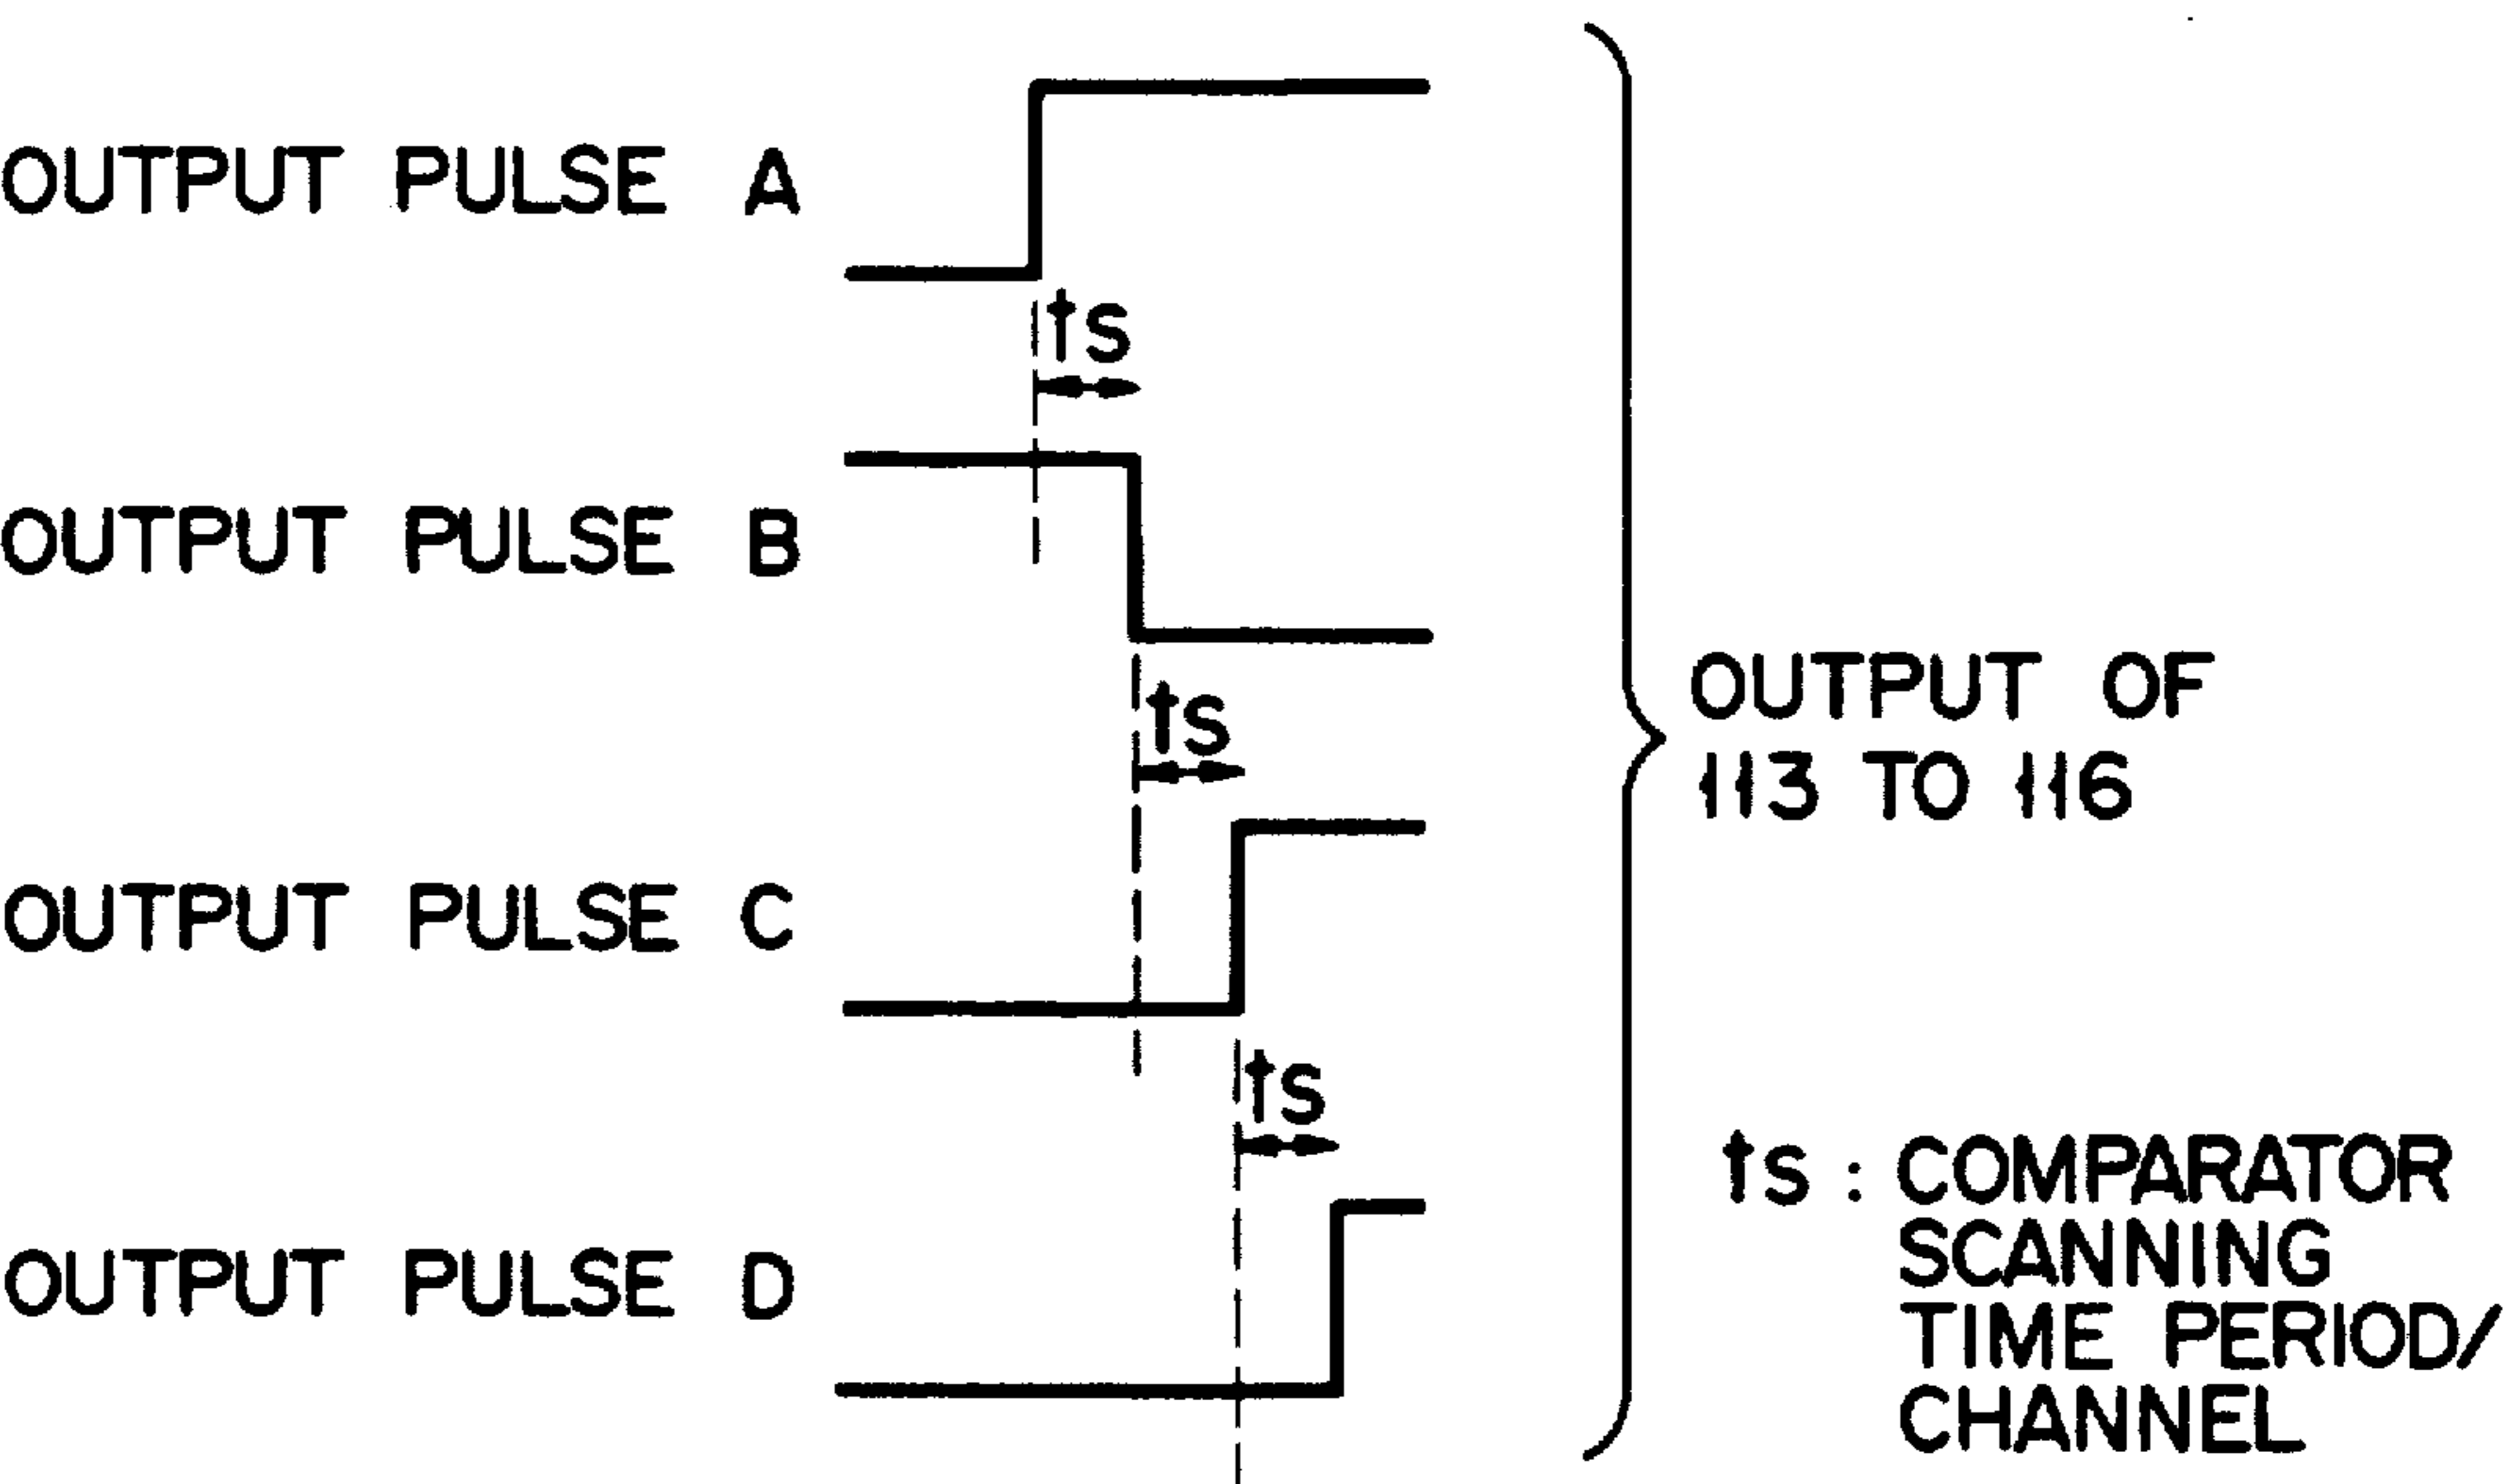 OUTPUT PULSE A
ts
OUTPUT PULSE B
ts
OUTPUT OF
113 TO 116
OUTPUT PULSE C
ts
ts : COMPARATOR
SCANNING
TIME PERIOD/
CHANNEL
OUTPUT PULSE D